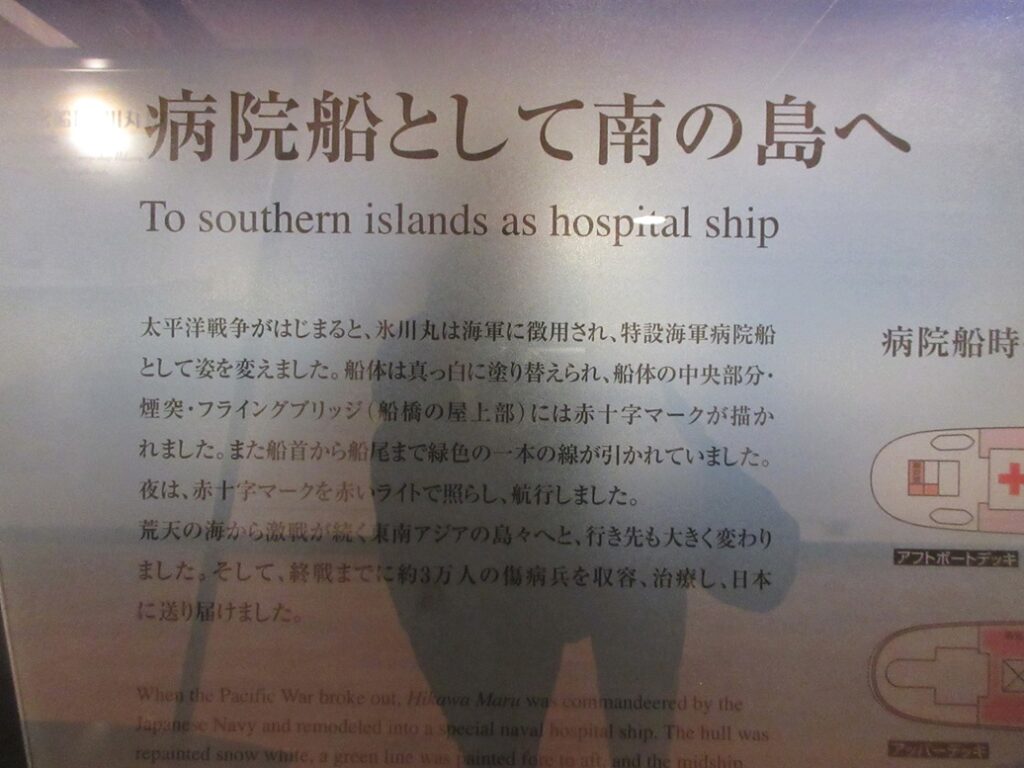 病院船として南の島へ
To southern islands as hospital ship
太平洋戦争がはじまると、氷川丸は海軍に徴用され、特設海軍病院船
として姿を変えました。船体は真っ白に塗り替えられ、船体の中央部分・
煙突・フライングブリッジ（船橋の屋上部）には赤十字マークが描か
れました。また船首から船尾まで緑色の一本の線が引かれていました。
夜は、赤十字マークを赤いライトで照らし、航行しました。
荒天の海から激戦が続く東南アジアの島々へと、行き先も大きく変わり
ました。そして、終戦までに約3万人の傷病兵を収容、治療し、日本
に送り届けました。
When the Pacific War broke out, Hikawa Maru was commandeered by the
Japanese Navy and remodeled into a special naval hospital ship. The hull was
repainted snow white, a green line was painted fore to aft, and the midship,
病院船時
アフトボートデッキ
アッパーデッキ